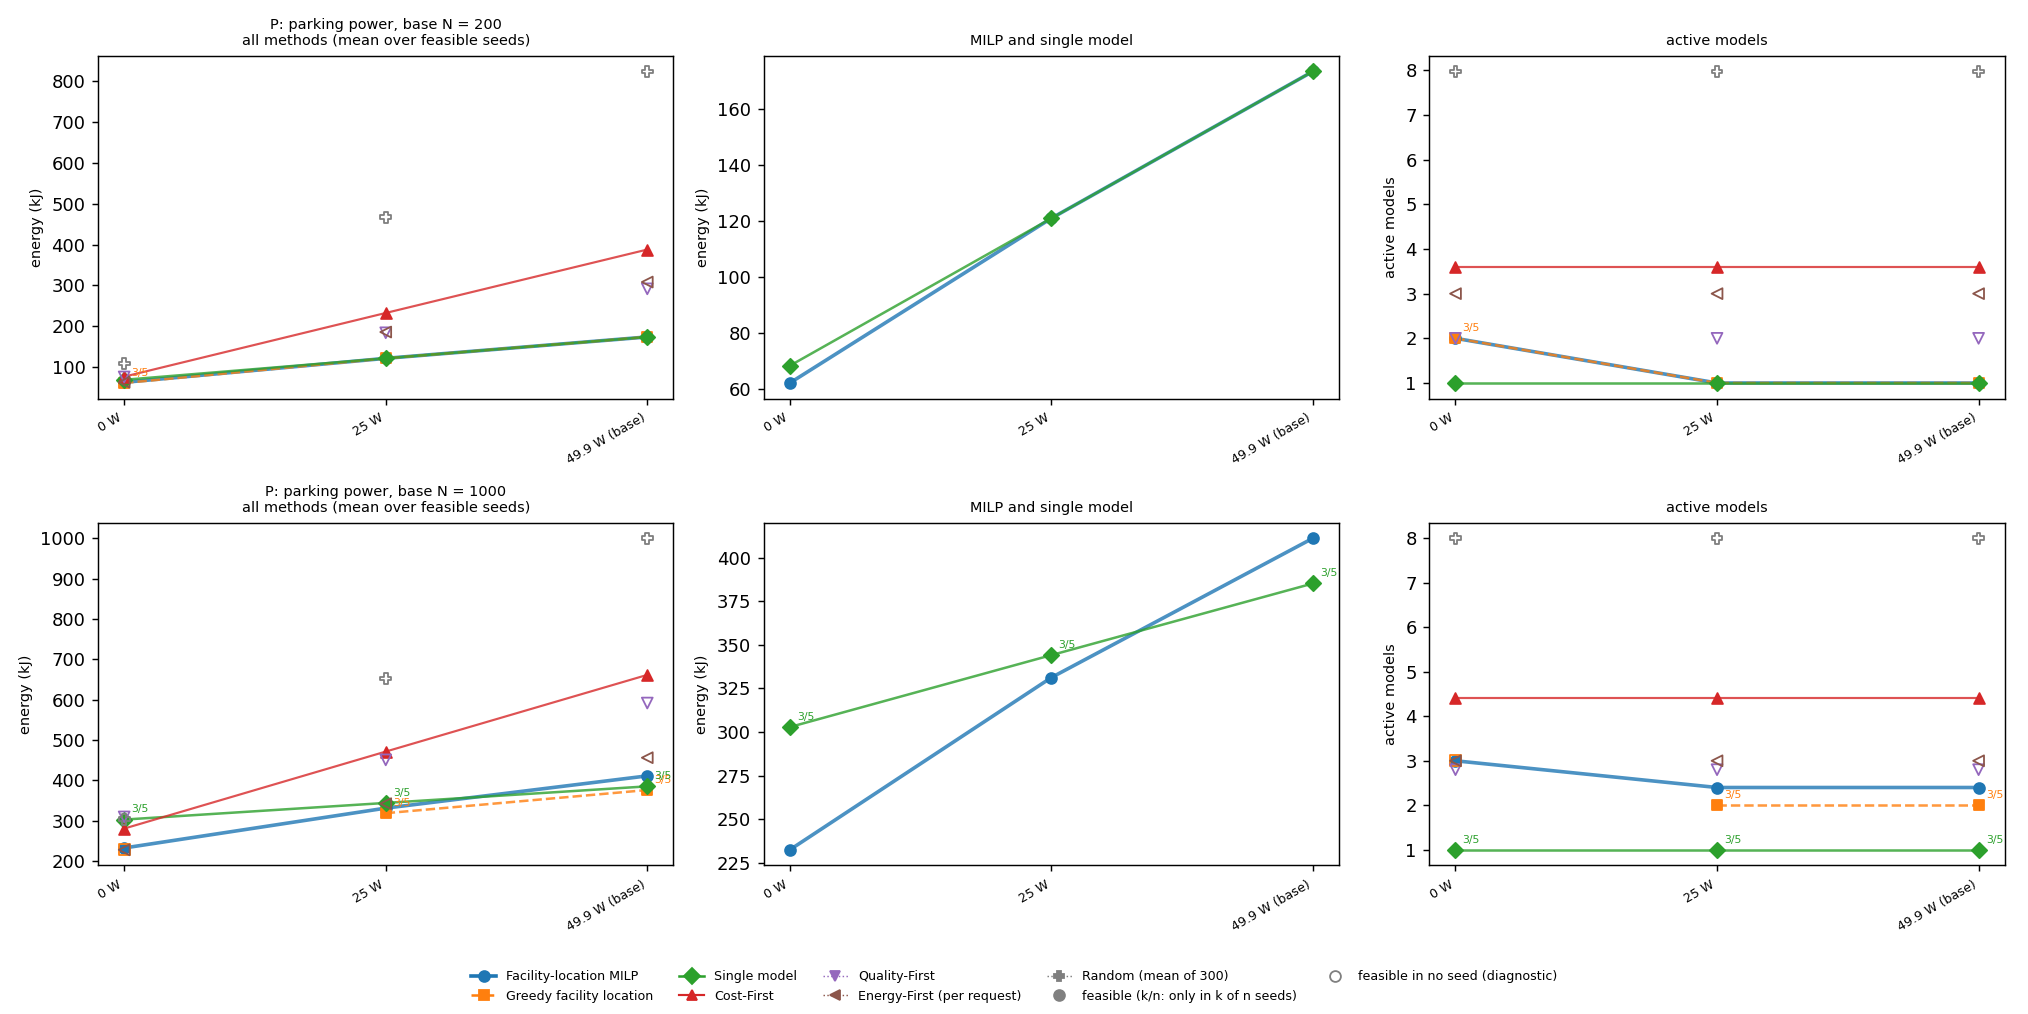 P: parking power, base N = 200
all methods (mean over feasible seeds)
energy (kJ)
800
700
600
500
400
300
200
100
3/5
0 W
25 W
49.9 W (base)
MILP and single model
energy (kJ)
160
140
120
100
80
60
0 W
25 W
49.9 W (base)
active models
active models
8
7
6
5
4
3
2
1
3/5
0 W
25 W
49.9 W (base)
P: parking power, base N = 1000
all methods (mean over feasible seeds)
energy (kJ)
1000
900
800
700
600
500
400
300
200
3/5
3/5
3/5
3/5
3/5
0 W
25 W
49.9 W (base)
MILP and single model
energy (kJ)
400
375
350
325
300
275
250
225
3/5
3/5
3/5
0 W
25 W
49.9 W (base)
active models
active models
8
7
6
5
4
3
2
1
3/5
3/5
3/5
3/5
3/5
0 W
25 W
49.9 W (base)
Facility-location MILP
Greedy facility location
Single model
Cost-First
Quality-First
Energy-First (per request)
Random (mean of 300)
feasible (k/n: only in k of n seeds)
feasible in no seed (diagnostic)